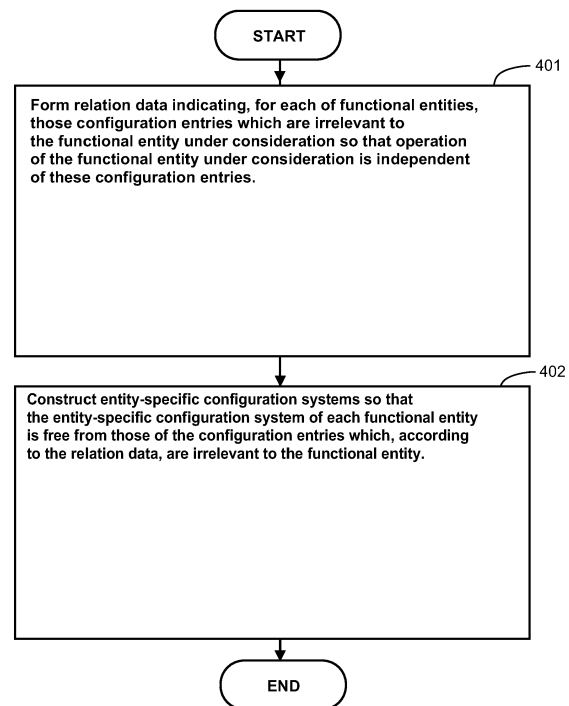 START
401
Form relation data indicating, for each of functional entities,
those configuration entries which are irrelevant to
the functional entity under consideration so that operation
of the functional entity under consideration is independent
of these configuration entries.
402
Construct entity-specific configuration systems so that
the entity-specific configuration system of each functional entity
is free from those of the configuration entries which, according
to the relation data, are irrelevant to the functional entity.
END